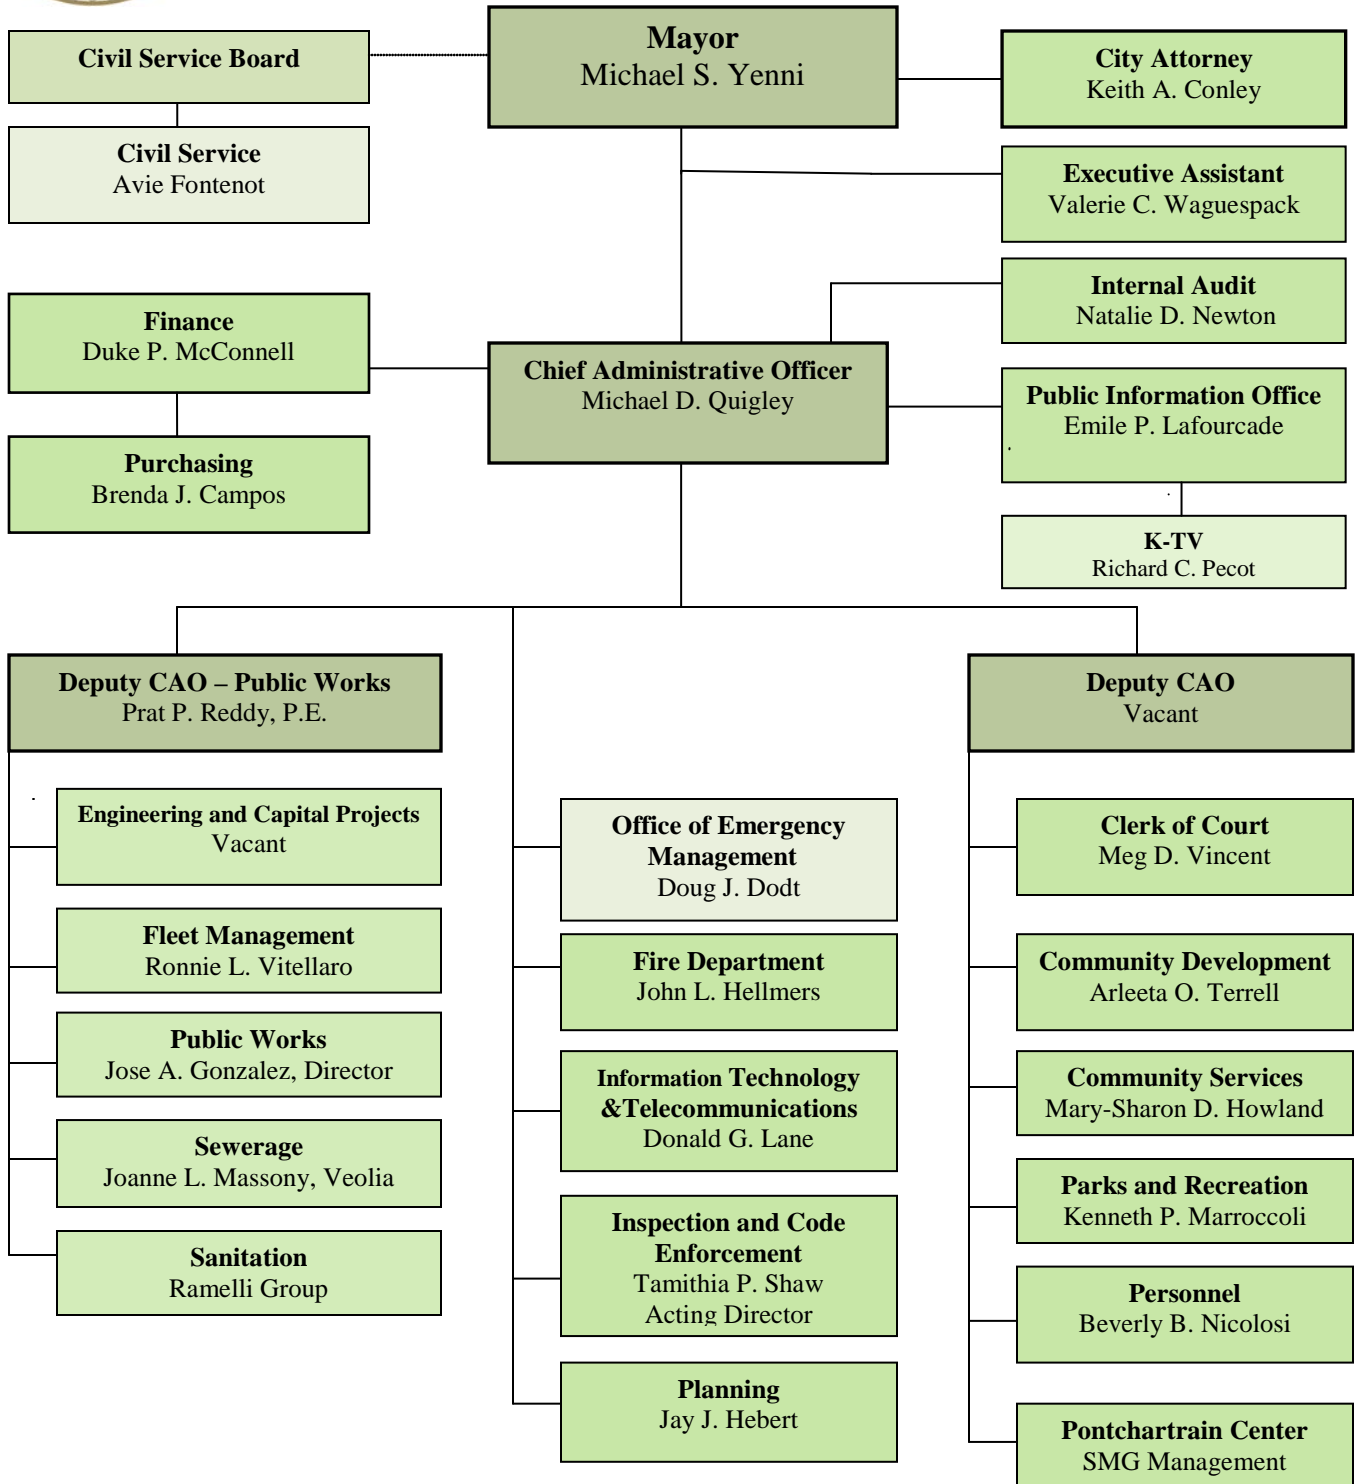 Mayor
Michael S. Yenni
Civil Service Board
City Attorney
Keith A. Conley
Civil Service
Avie Fontenot
Executive Assistant
Valerie C. Waguespack
Internal Audit
Natalie D. Newton
Finance
Duke P. McConnell
Chief Administrative Officer
Michael D. Quigley
Public Information Office
Emile P. Lafourcade
Purchasing
Brenda J. Campos
K-TV
Richard C. Pecot
Deputy CAO – Public Works
Prat P. Reddy, P.E.
Engineering and Capital Projects
Vacant
Fleet Management
Ronnie L. Vitellaro
Public Works
Jose A. Gonzalez, Director
Sewerage
Joanne L. Massony, Veolia
Sanitation
Ramelli Group
Office of Emergency
Management
Doug J. Dodt
Fire Department
John L. Hellmers
Information Technology
&Telecommunications
Donald G. Lane
Inspection and Code
Enforcement
Tamithia P. Shaw
Acting Director
Planning
Jay J. Hebert
Deputy CAO
Vacant
Clerk of Court
Meg D. Vincent
Community Development
Arleeta O. Terrell
Community Services
Mary-Sharon D. Howland
Parks and Recreation
Kenneth P. Marroccoli
Personnel
Beverly B. Nicolosi
Pontchartrain Center
SMG Management